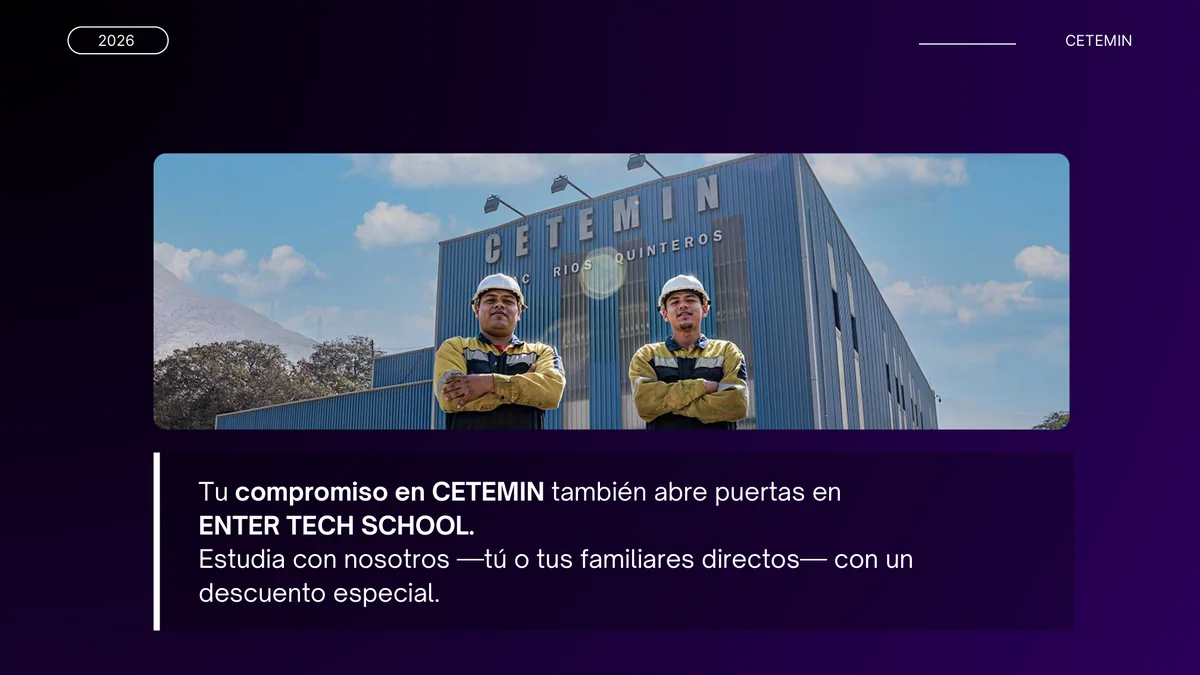 2026
CETEMIN
CETEMIN
C RIOS QUINTEROS
Tu compromiso en CETEMIN también abre puertas en
ENTER TECH SCHOOL.
Estudia con nosotros —tú o tus familiares directos— con un
descuento especial.